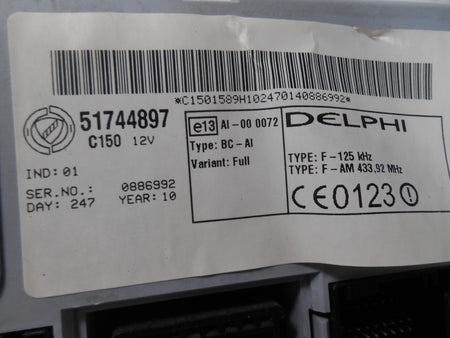 *C1501589H102470140886992*
51744897
C150 12V
IND: 01
SER.NO.: 0886992
DAY: 247 YEAR: 10
e13 AI-00 0072
Type: BC-AI
Variant: Full
DELPHI
TYPE: F-125 kHz
TYPE: F-AM 433,92 MHz
CE0123